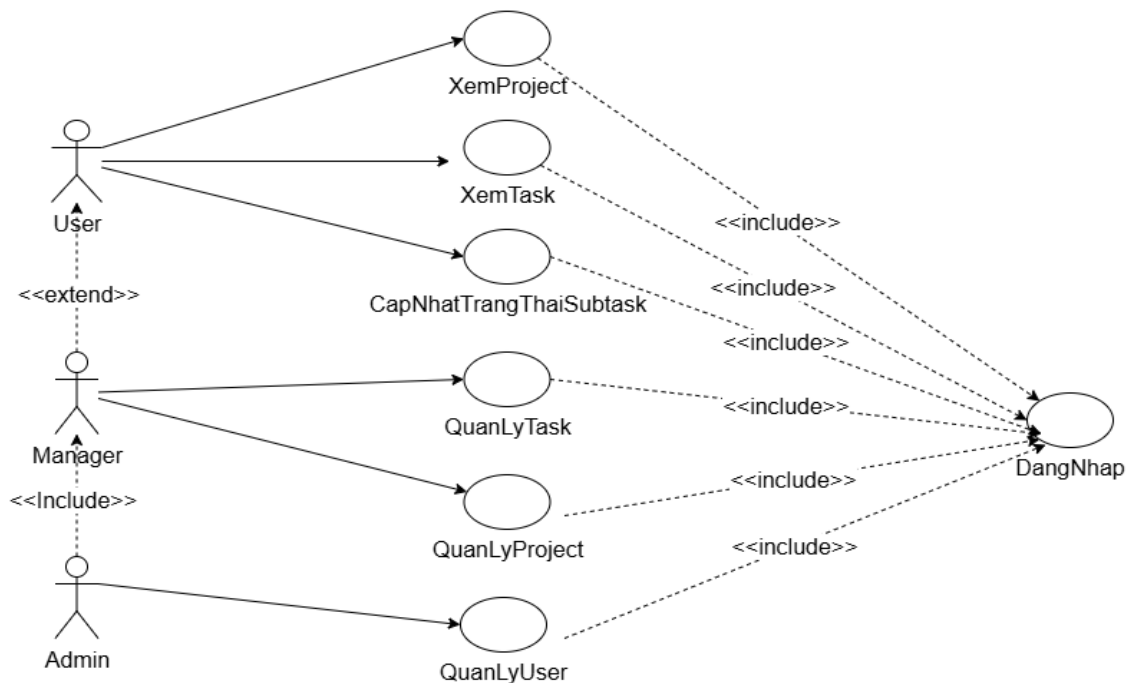 XemProject
User
XemTask
<<include>>
<<extend>>
CapNhatTrangThaiSubtask
<<include>>
<<include>>
Manager
QuanLyTask
<<include>>
DangNhap
<<Include>>
QuanLyProject
<<include>>
<<include>>
Admin
QuanLyUser